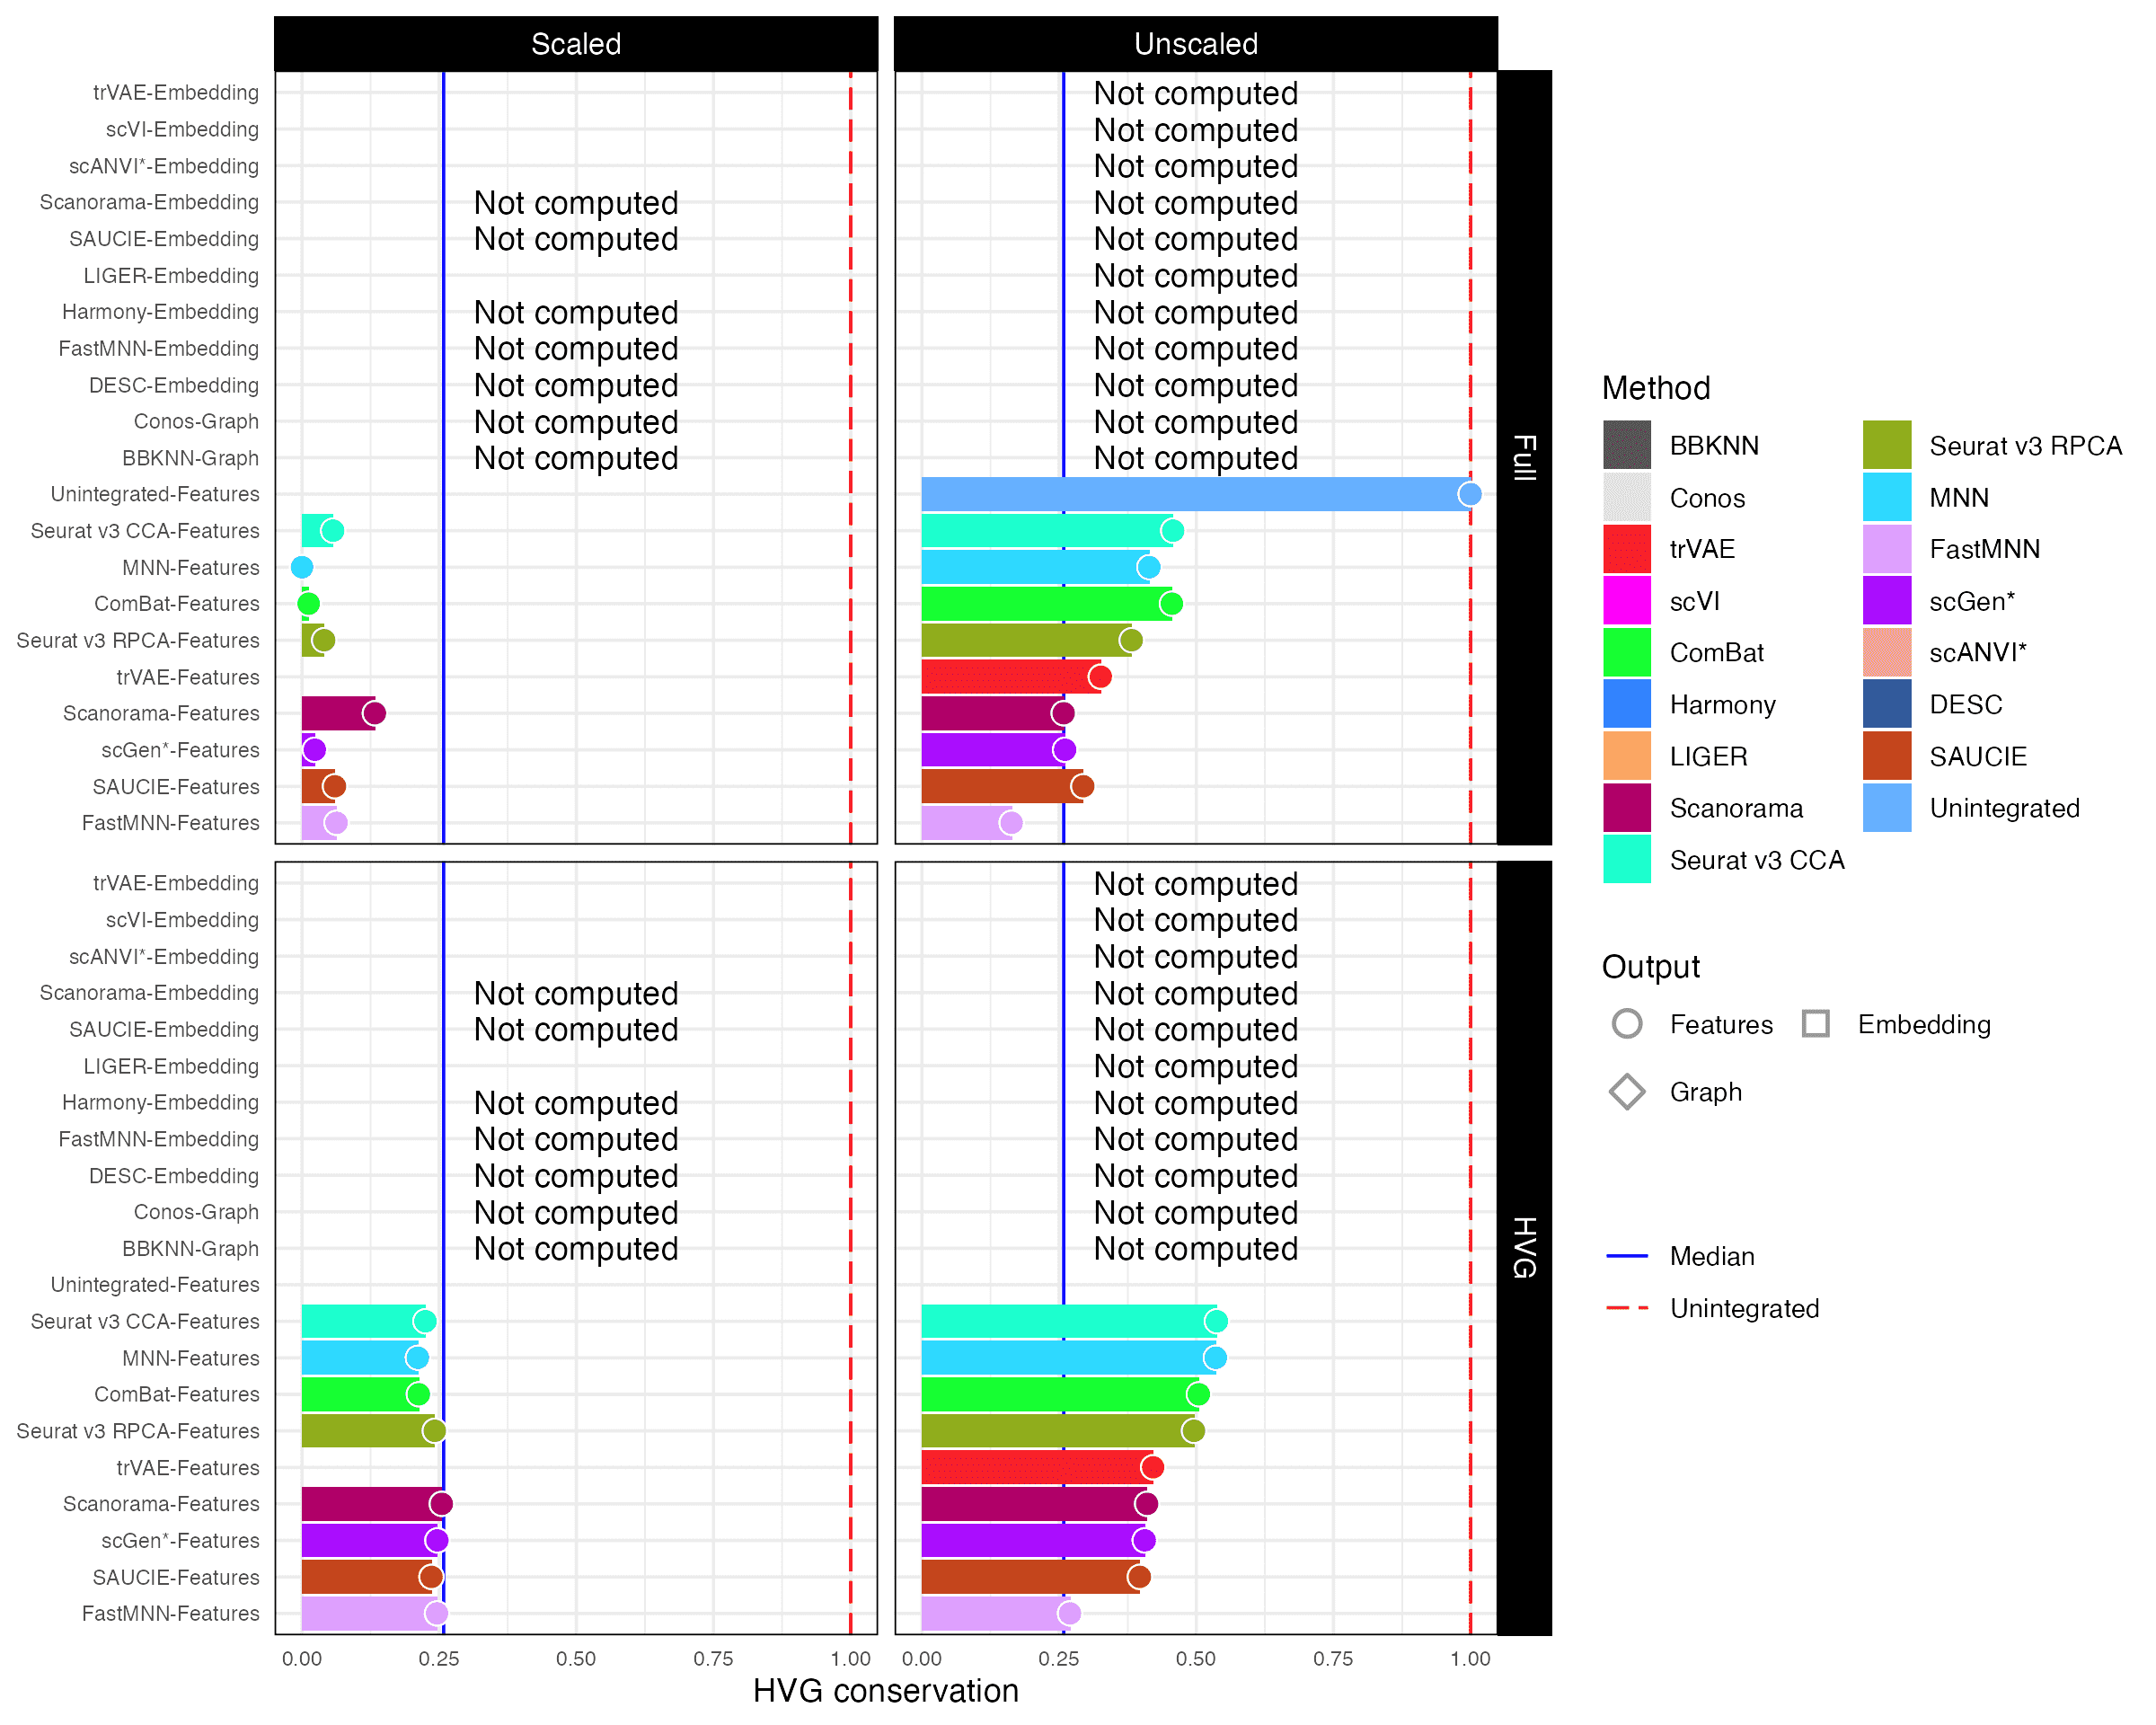 Scaled
Unscaled
trVAE-Embedding
Not computed
scVI-Embedding
Not computed
scANVI*-Embedding
Not computed
Scanorama-Embedding
Not computed
Not computed
SAUCIE-Embedding
Not computed
Not computed
LIGER-Embedding
Not computed
Harmony-Embedding
Not computed
Not computed
FastMNN-Embedding
Not computed
Not computed
DESC-Embedding
Not computed
Not computed
Conos-Graph
Not computed
Not computed
BBKNN-Graph
Not computed
Not computed
Unintegrated-Features
Seurat v3 CCA-Features
MNN-Features
ComBat-Features
Seurat v3 RPCA-Features
trVAE-Features
Scanorama-Features
scGen*-Features
SAUCIE-Features
FastMNN-Features
Full
trVAE-Embedding
Not computed
scVI-Embedding
Not computed
scANVI*-Embedding
Not computed
Scanorama-Embedding
Not computed
Not computed
SAUCIE-Embedding
Not computed
Not computed
LIGER-Embedding
Not computed
Harmony-Embedding
Not computed
Not computed
FastMNN-Embedding
Not computed
Not computed
DESC-Embedding
Not computed
Not computed
Conos-Graph
Not computed
Not computed
BBKNN-Graph
Not computed
Not computed
Unintegrated-Features
Seurat v3 CCA-Features
MNN-Features
ComBat-Features
Seurat v3 RPCA-Features
trVAE-Features
Scanorama-Features
scGen*-Features
SAUCIE-Features
FastMNN-Features
HVG
0.00 0.25 0.50 0.75 1.00
0.00 0.25 0.50 0.75 1.00
HVG conservation
Method
BBKNN
Conos
trVAE
scVI
ComBat
Harmony
LIGER
Scanorama
Seurat v3 CCA
Seurat v3 RPCA
MNN
FastMNN
scGen*
scANVI*
DESC
SAUCIE
Unintegrated
Output
Features
Embedding
Graph
Median
Unintegrated